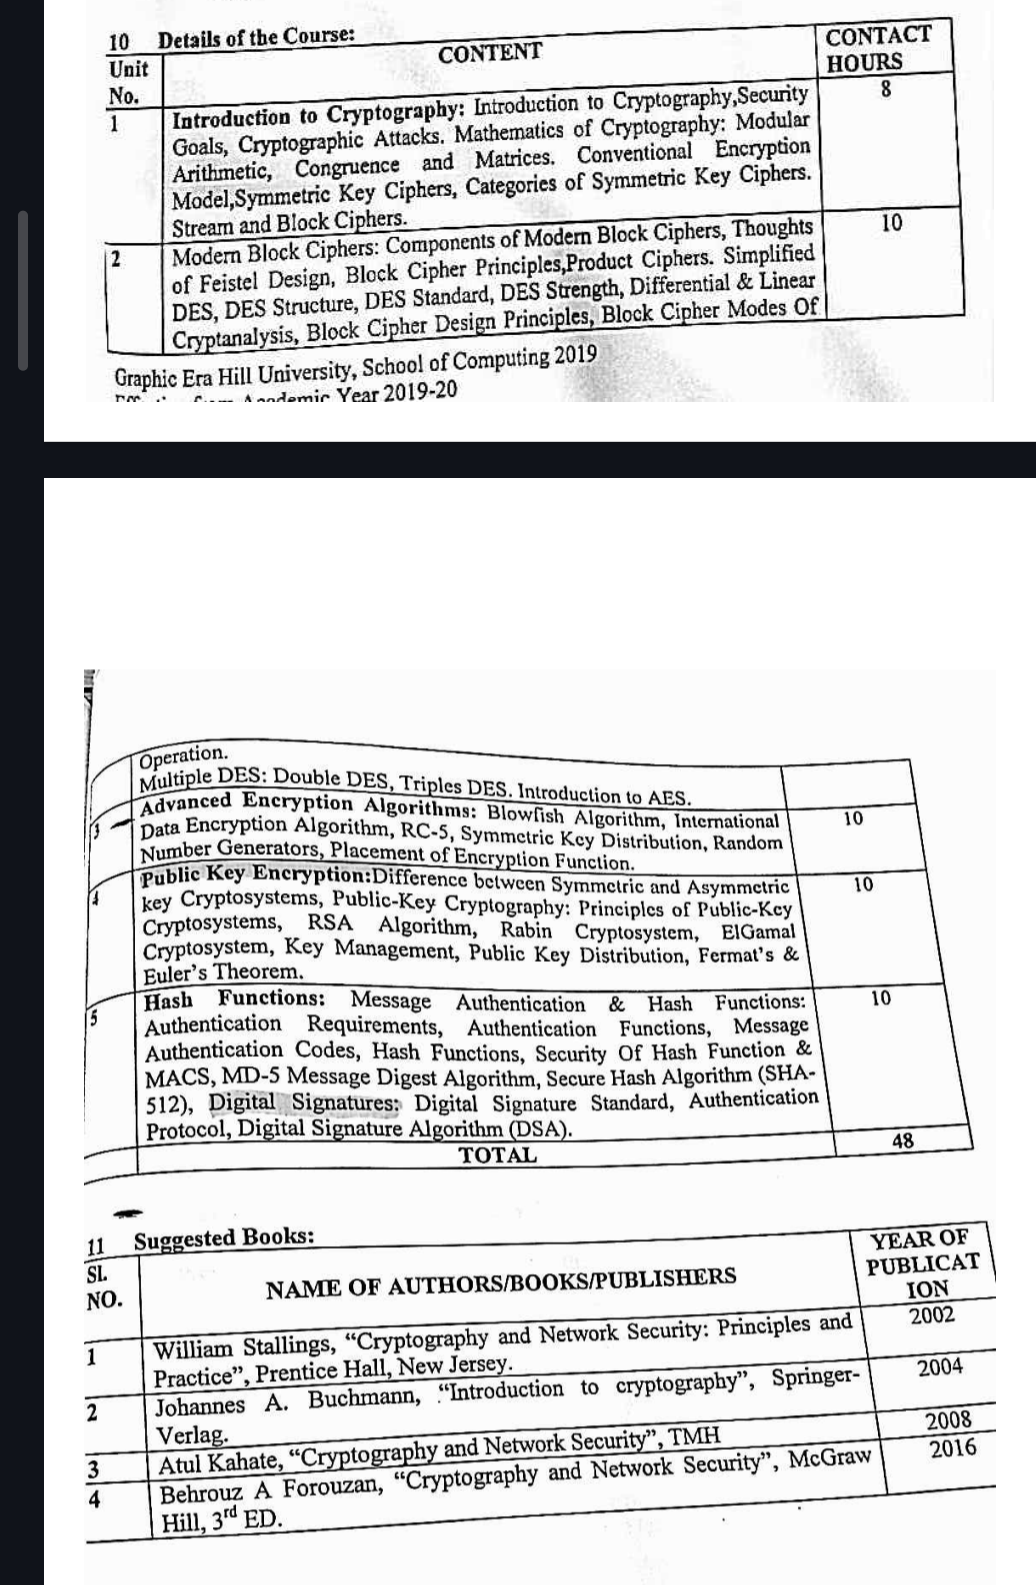 10 Details of the Course:
Unit No.
CONTENT
CONTACT HOURS
1
Introduction to Cryptography: Introduction to Cryptography,Security
Goals, Cryptographic Attacks. Mathematics of Cryptography: Modular
Arithmetic, Congruence and Matrices. Conventional Encryption
Model,Symmetric Key Ciphers, Categories of Symmetric Key Ciphers.
Stream and Block Ciphers.
8
2
Modern Block Ciphers: Components of Modern Block Ciphers, Thoughts
of Feistel Design, Block Cipher Principles,Product Ciphers. Simplified
DES, DES Structure, DES Standard, DES Strength, Differential & Linear
Cryptanalysis, Block Cipher Design Principles, Block Cipher Modes Of
10
Graphic Era Hill University, School of Computing 2019
Academic Year 2019-20
Operation.
Multiple DES: Double DES, Triples DES. Introduction to AES.
3
Advanced Encryption Algorithms: Blowfish Algorithm, International
Data Encryption Algorithm, RC-5, Symmetric Key Distribution, Random
Number Generators, Placement of Encryption Function.
10
4
Public Key Encryption:Difference between Symmetric and Asymmetric
key Cryptosystems, Public-Key Cryptography: Principles of Public-Key
Cryptosystems, RSA Algorithm, Rabin Cryptosystem, ElGamal
Cryptosystem, Key Management, Public Key Distribution, Fermat's &
Euler's Theorem.
10
5
Hash Functions: Message Authentication & Hash Functions:
Authentication Requirements, Authentication Functions, Message
Authentication Codes, Hash Functions, Security Of Hash Function &
MACS, MD-5 Message Digest Algorithm, Secure Hash Algorithm (SHA-
512), Digital Signatures: Digital Signature Standard, Authentication
Protocol, Digital Signature Algorithm (DSA).
10
TOTAL
48
11 Suggested Books:
SL. NO.
NAME OF AUTHORS/BOOKS/PUBLISHERS
YEAR OF
PUBLICAT
ION
1
William Stallings, "Cryptography and Network Security: Principles and
Practice", Prentice Hall, New Jersey.
2002
2
Johannes A. Buchmann, "Introduction to cryptography", Springer-
Verlag.
2004
3
Atul Kahate, "Cryptography and Network Security", TMH
2008
4
Behrouz A Forouzan, "Cryptography and Network Security", McGraw
Hill, 3rd ED.
2016